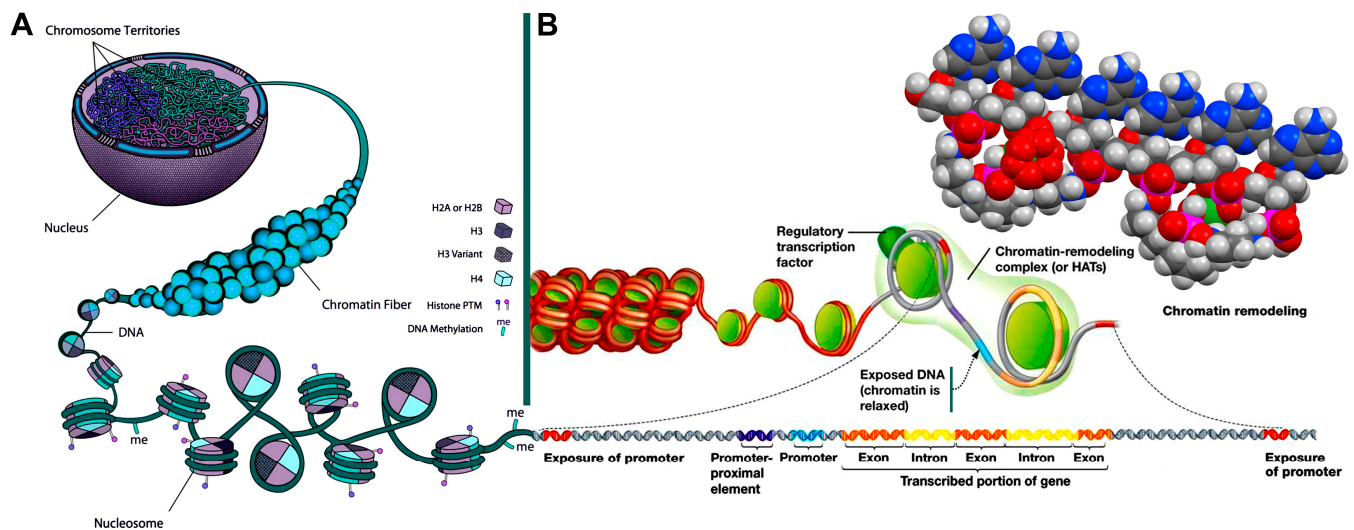 A
Chromosome Territories
Nucleus
Chromatin Fiber
DNA
H2A or H2B
H3
H3 Variant
H4
Histone PTM
me
DNA Methylation
me
me
me
Nucleosome
B
Regulatory
transcription
factor
Chromatin-remodeling
complex (or HATs)
Chromatin remodeling
Exposed DNA
(chromatin is
relaxed)
Exposure of promoter
Promoter-
proximal
element
Promoter
Exon
Intron
Exon
Intron
Exon
Transcribed portion of gene
Exposure
of promoter